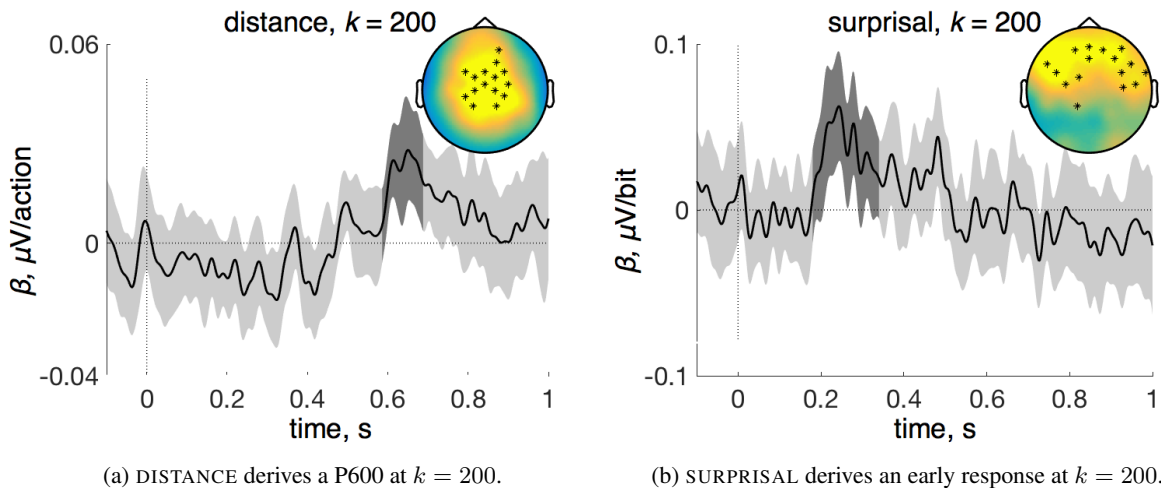 distance, k = 200
0.06
0
-0.04
β, μV/action
0 0.2 0.4 0.6 0.8 1
time, s
(a) DISTANCE derives a P600 at k = 200.
surprisal, k = 200
0.1
0
-0.1
β, μV/bit
0 0.2 0.4 0.6 0.8 1
time, s
(b) SURPRISAL derives an early response at k = 200.